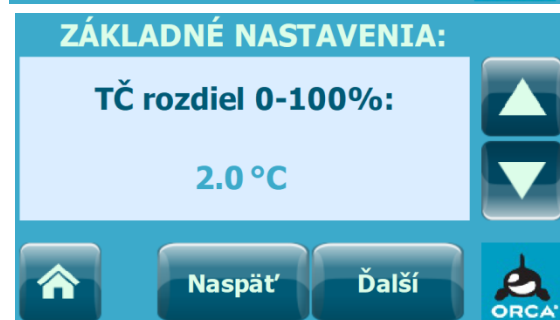 ZÁKLADNÉ NASTAVENIA:
TČ rozdiel 0-100%:
2.0 °C
Naspäť Ďalší
ORCA